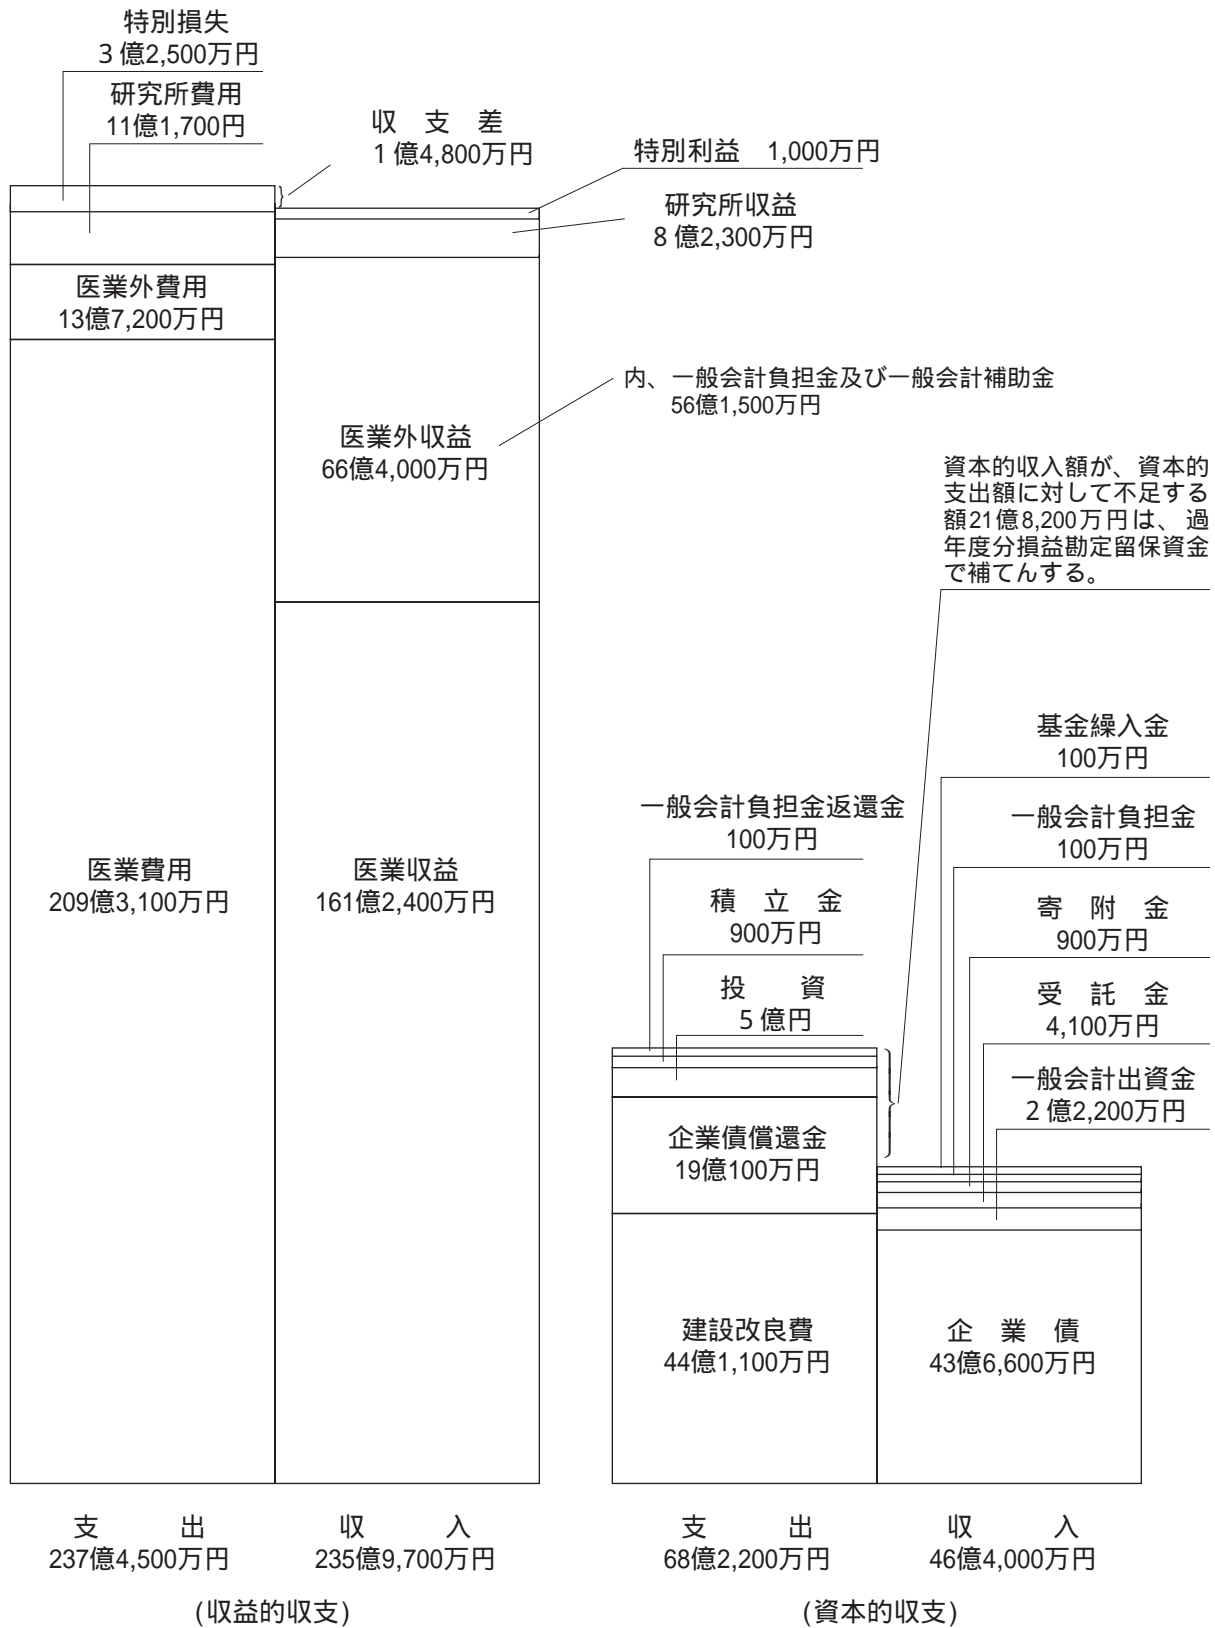 特別損失
3億2,500万円
研究所費用
11億1,700円
収支差
1億4,800万円
特別利益 1,000万円
研究所収益
8億2,300万円
医業外費用
13億7,200万円
内、一般会計負担金及び一般会計補助金
56億1,500万円
医業外収益
66億4,000万円
医業費用
209億3,100万円
医業収益
161億2,400万円
支出
237億4,500万円
収入
235億9,700万円
(収益的収支)
資本的収入額が、資本的
支出額に対して不足する
額21億8,200万円は、過
年度分損益勘定留保資金
で補てんする。
一般会計負担金返還金
100万円
積立金
900万円
投資
5億円
企業債償還金
19億100万円
建設改良費
44億1,100万円
基金繰入金
100万円
一般会計負担金
100万円
寄附金
900万円
受託金
4,100万円
一般会計出資金
2億2,200万円
企業債
43億6,600万円
支出
68億2,200万円
収入
46億4,000万円
(資本的収支)